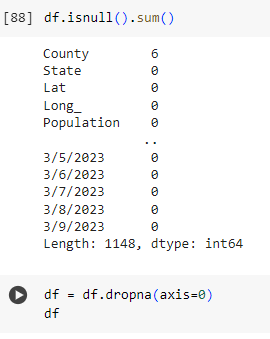 [88] df.isnull().sum()
County 6
State 0
Lat 0
Long_ 0
Population 0
..
3/5/2023 0
3/6/2023 0
3/7/2023 0
3/8/2023 0
3/9/2023 0
Length: 1148, dtype: int64
df = df.dropna(axis=0)
df